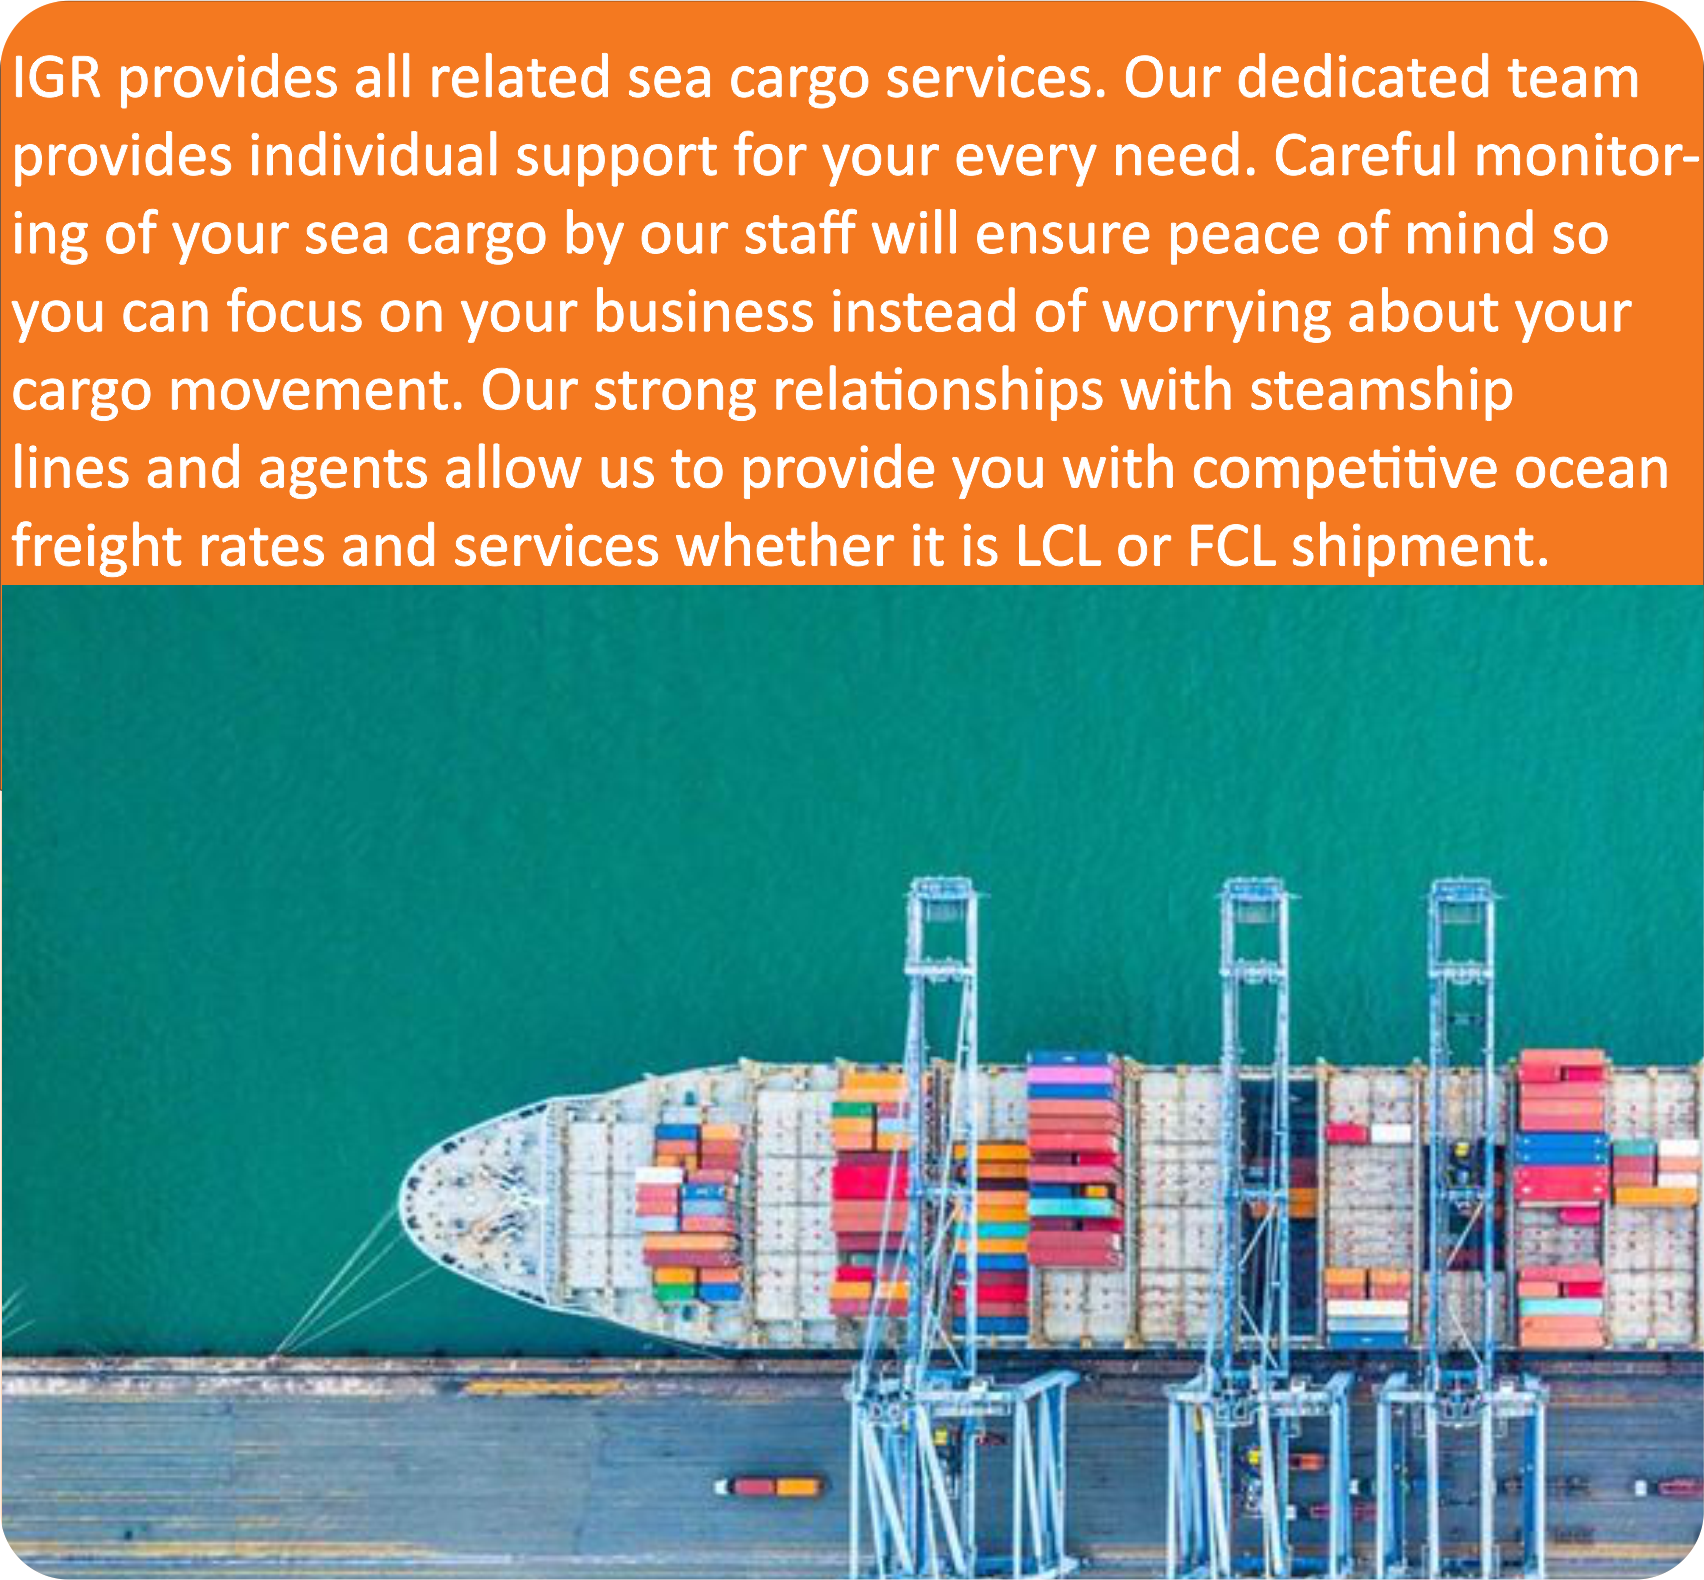 IGR provides all related sea cargo services. Our dedicated team
provides individual support for your every need. Careful monitor-
ing of your sea cargo by our staff will ensure peace of mind so
you can focus on your business instead of worrying about your
cargo movement. Our strong relationships with steamship
lines and agents allow us to provide you with competitive ocean
freight rates and services whether it is LCL or FCL shipment.